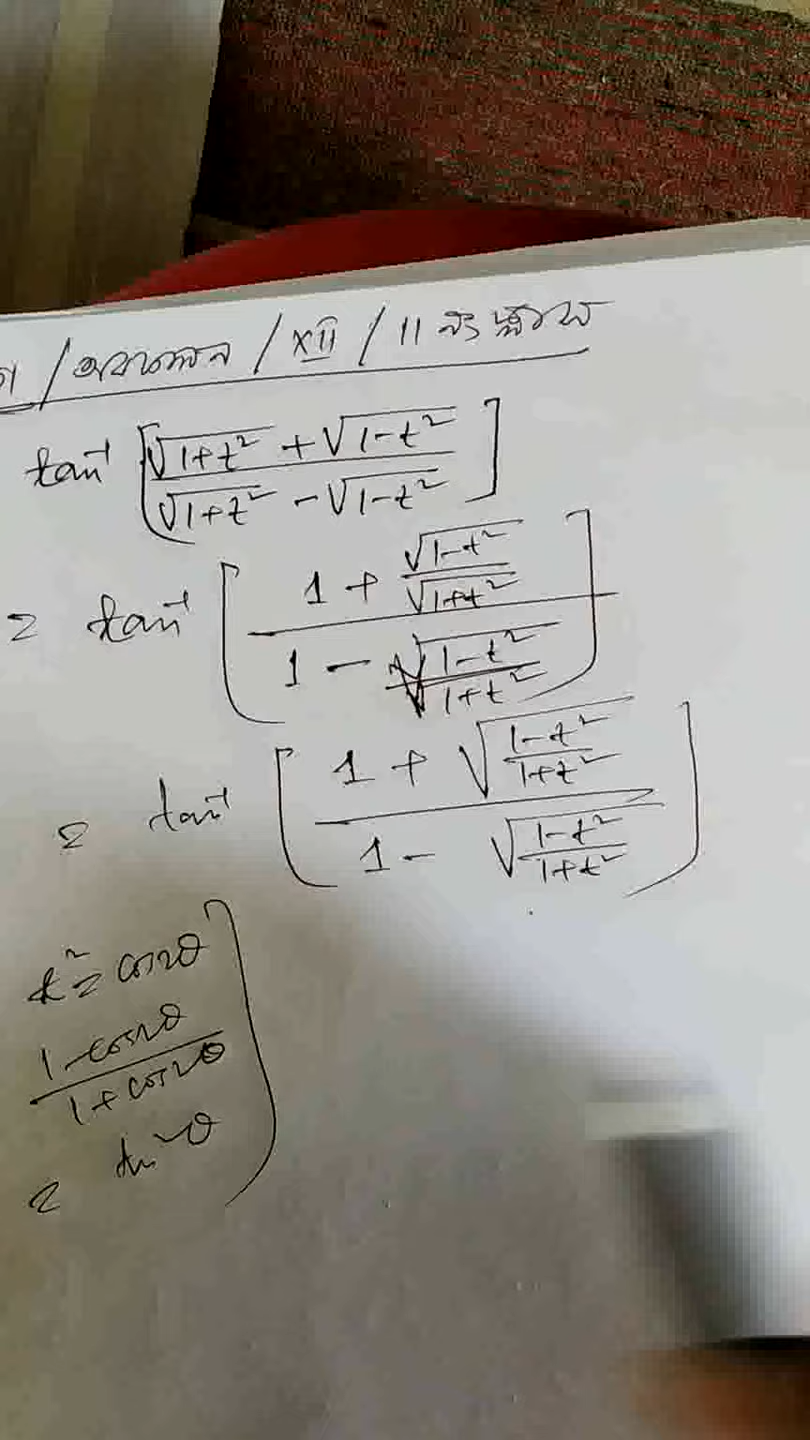 / XII / 11
tan⁻¹ [(√(1+t²) + √(1-t²)) / (√(1+t²) - √(1-t²))]
= tan⁻¹ [(1 + √(1-t²)/√(1+t²)) / (1 - √((1-t²)/(1+t²)))]
= tan⁻¹ [(1 + √((1-t²)/(1+t²))) / (1 - √((1-t²)/(1+t²)))]
t² = cos2θ
(1-cos2θ) / (1+cos2θ)
= tan²θ